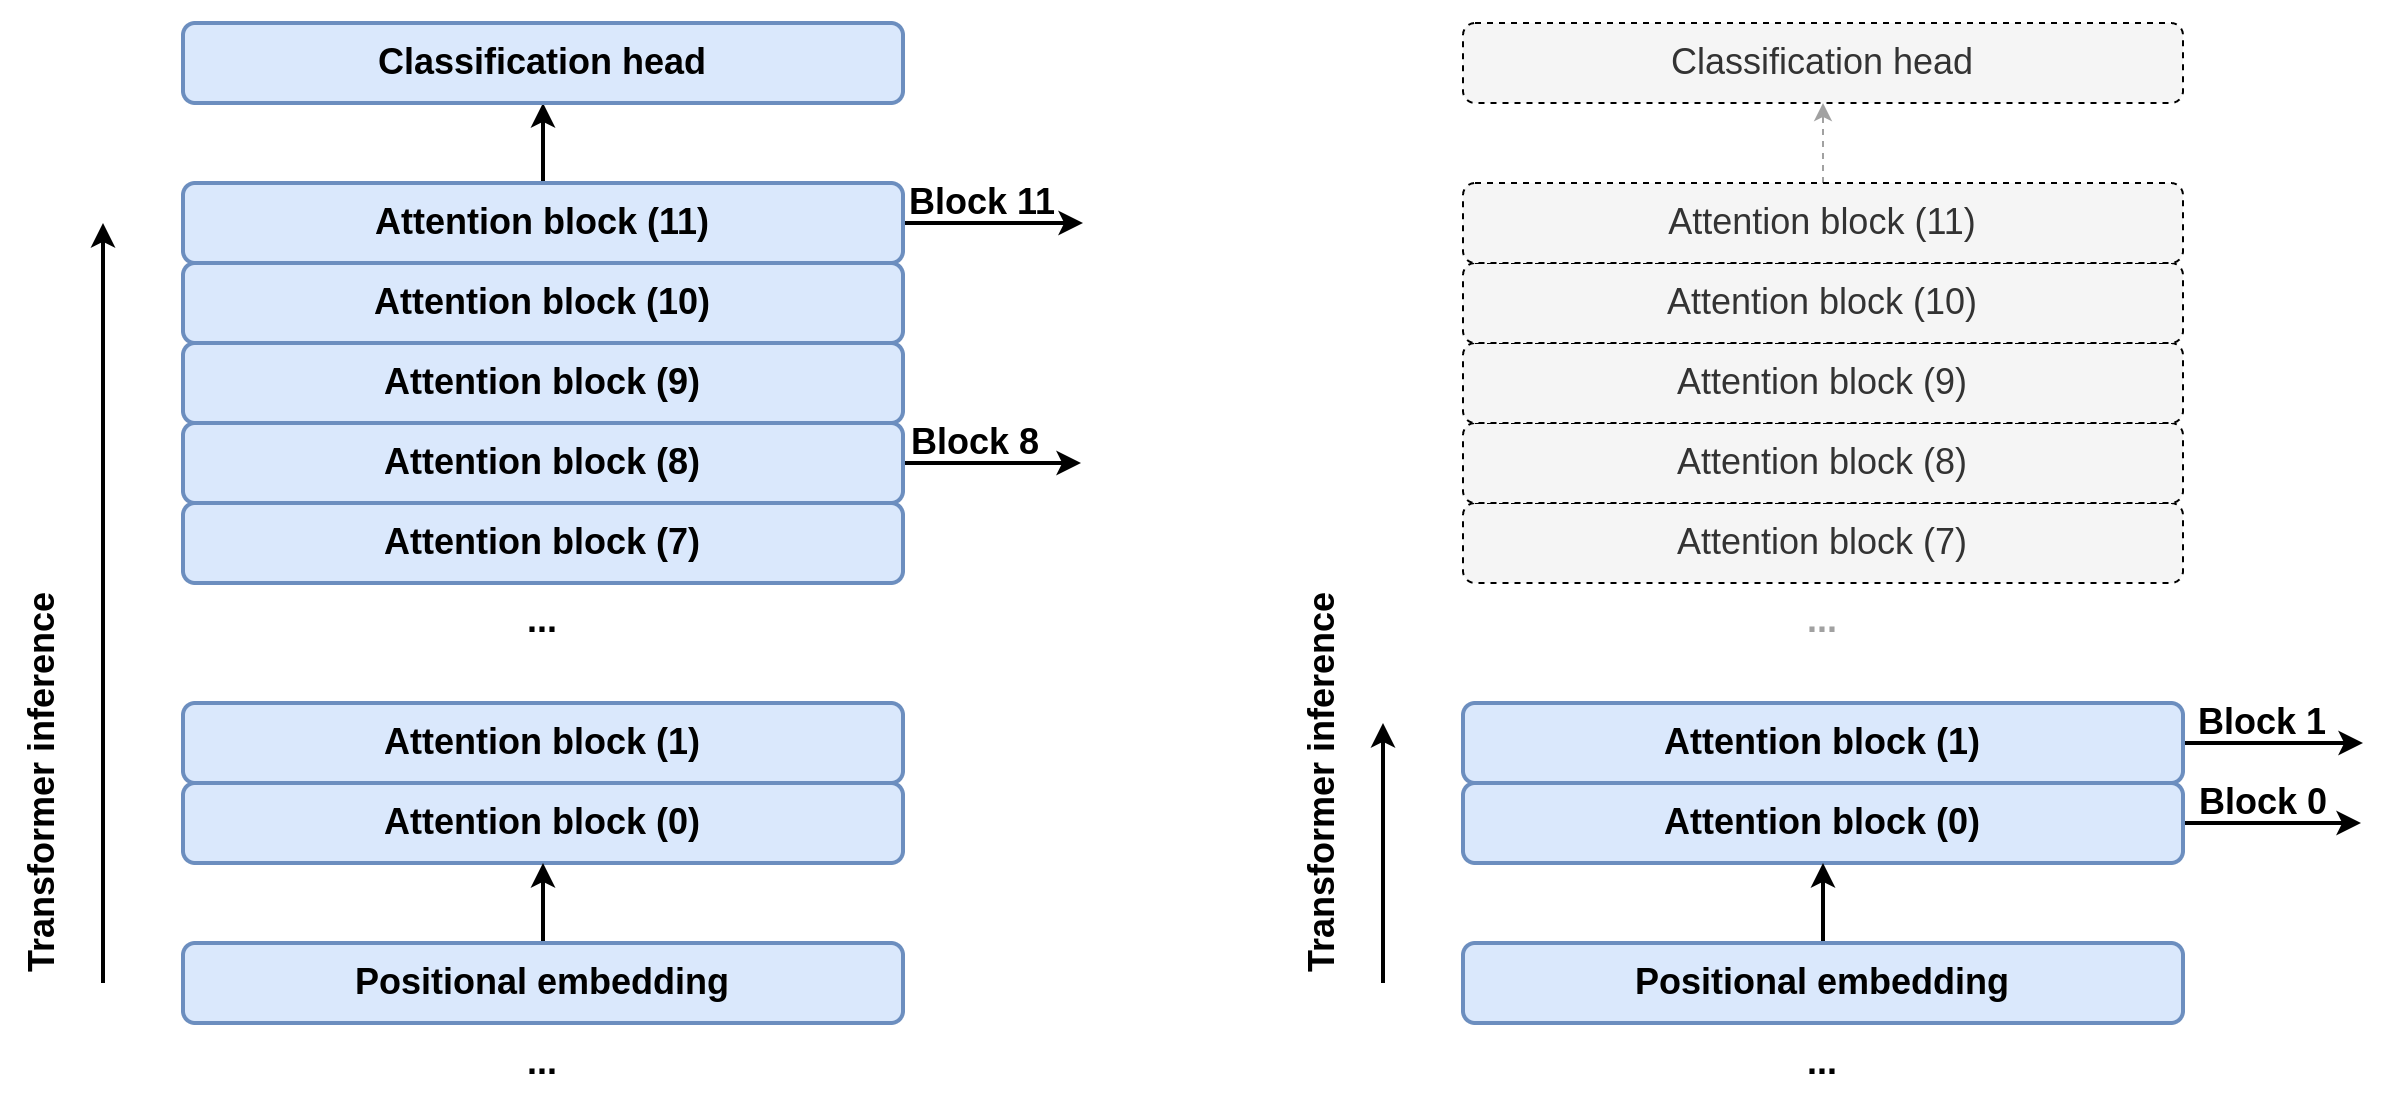 Classification head
Attention block (11)
Block 11
Attention block (10)
Attention block (9)
Attention block (8)
Block 8
Attention block (7)
...
Attention block (1)
Attention block (0)
Positional embedding
...
Transformer inference
Classification head
Attention block (11)
Attention block (10)
Attention block (9)
Attention block (8)
Attention block (7)
...
Attention block (1)
Block 1
Attention block (0)
Block 0
Positional embedding
...
Transformer inference